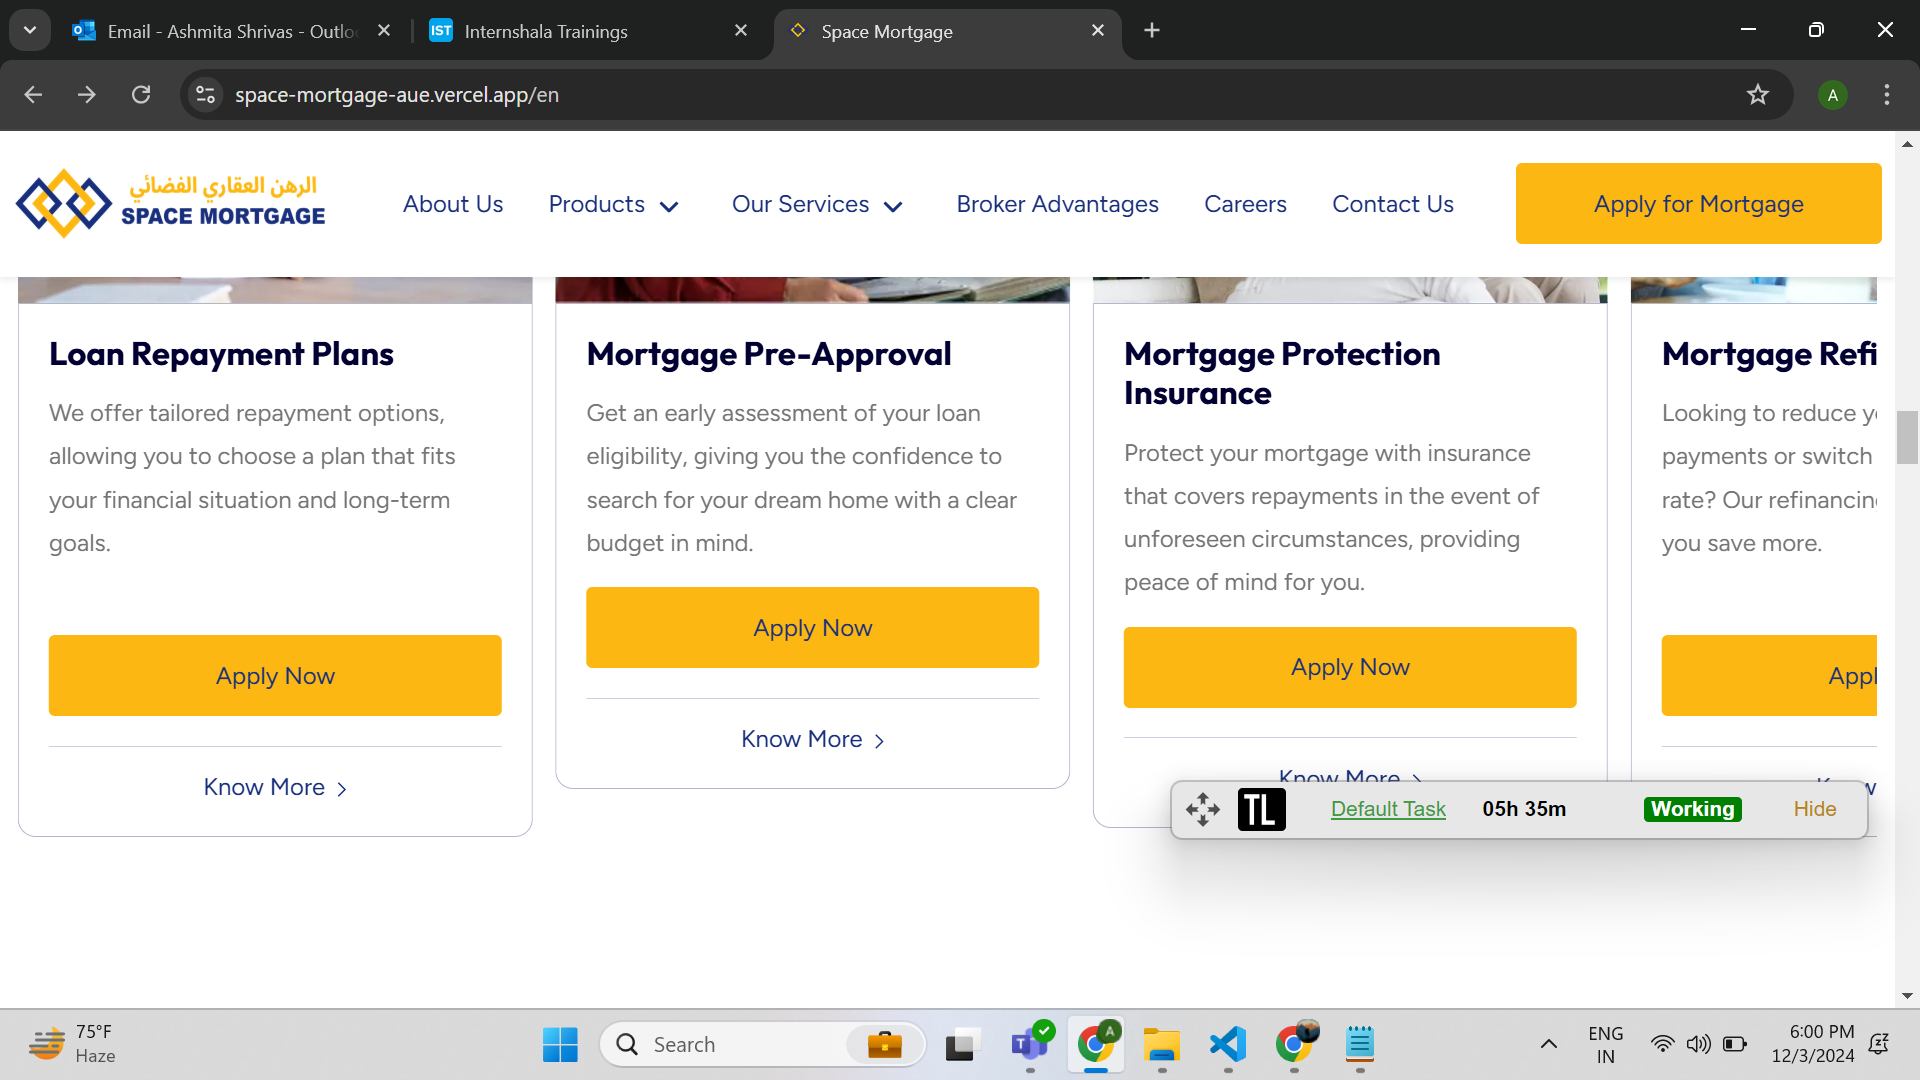 Email - Ashmita Shrivas - Outlo
IST Internshala Trainings
Space Mortgage
space-mortgage-aue.vercel.app/en
A
الرهن العقاري الفضائي
SPACE MORTGAGE
About Us
Products
Our Services
Broker Advantages
Careers
Contact Us
Apply for Mortgage
Loan Repayment Plans
We offer tailored repayment options,
allowing you to choose a plan that fits
your financial situation and long-term
goals.
Apply Now
Know More
Mortgage Pre-Approval
Get an early assessment of your loan
eligibility, giving you the confidence to
search for your dream home with a clear
budget in mind.
Apply Now
Know More
Mortgage Protection
Insurance
Protect your mortgage with insurance
that covers repayments in the event of
unforeseen circumstances, providing
peace of mind for you.
Apply Now
Know More
Mortgage Refi
Looking to reduce y
payments or switch
rate? Our refinancin
you save more.
Appl
TL
Default Task
05h 35m
Working
Hide
75°F
Haze
Search
A
ENG
IN
6:00 PM
12/3/2024